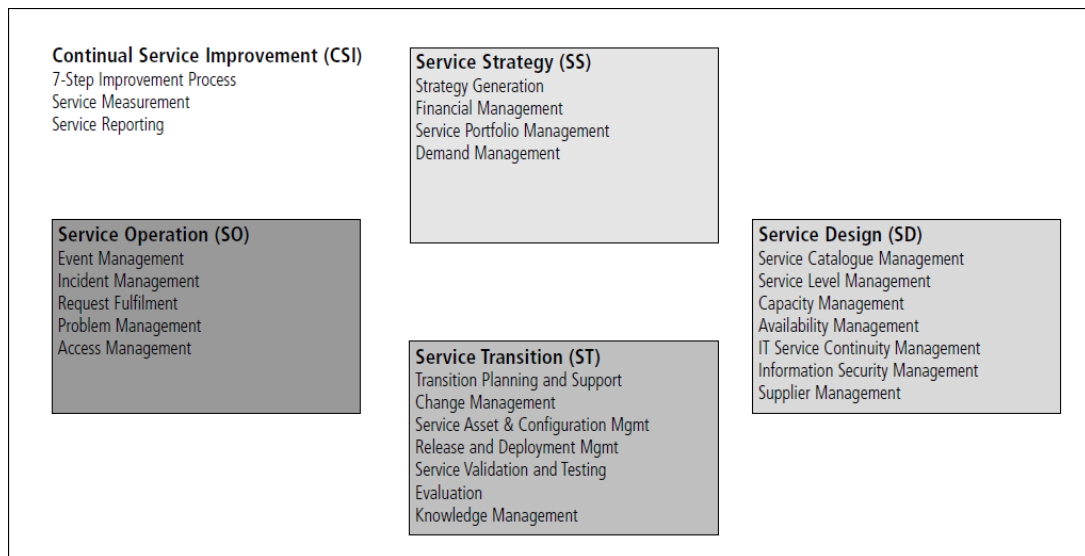 Continual Service Improvement (CSI)
7-Step Improvement Process
Service Measurement
Service Reporting
Service Strategy (SS)
Strategy Generation
Financial Management
Service Portfolio Management
Demand Management
Service Operation (SO)
Event Management
Incident Management
Request Fulfilment
Problem Management
Access Management
Service Design (SD)
Service Catalogue Management
Service Level Management
Capacity Management
Availability Management
IT Service Continuity Management
Information Security Management
Supplier Management
Service Transition (ST)
Transition Planning and Support
Change Management
Service Asset & Configuration Mgmt
Release and Deployment Mgmt
Service Validation and Testing
Evaluation
Knowledge Management